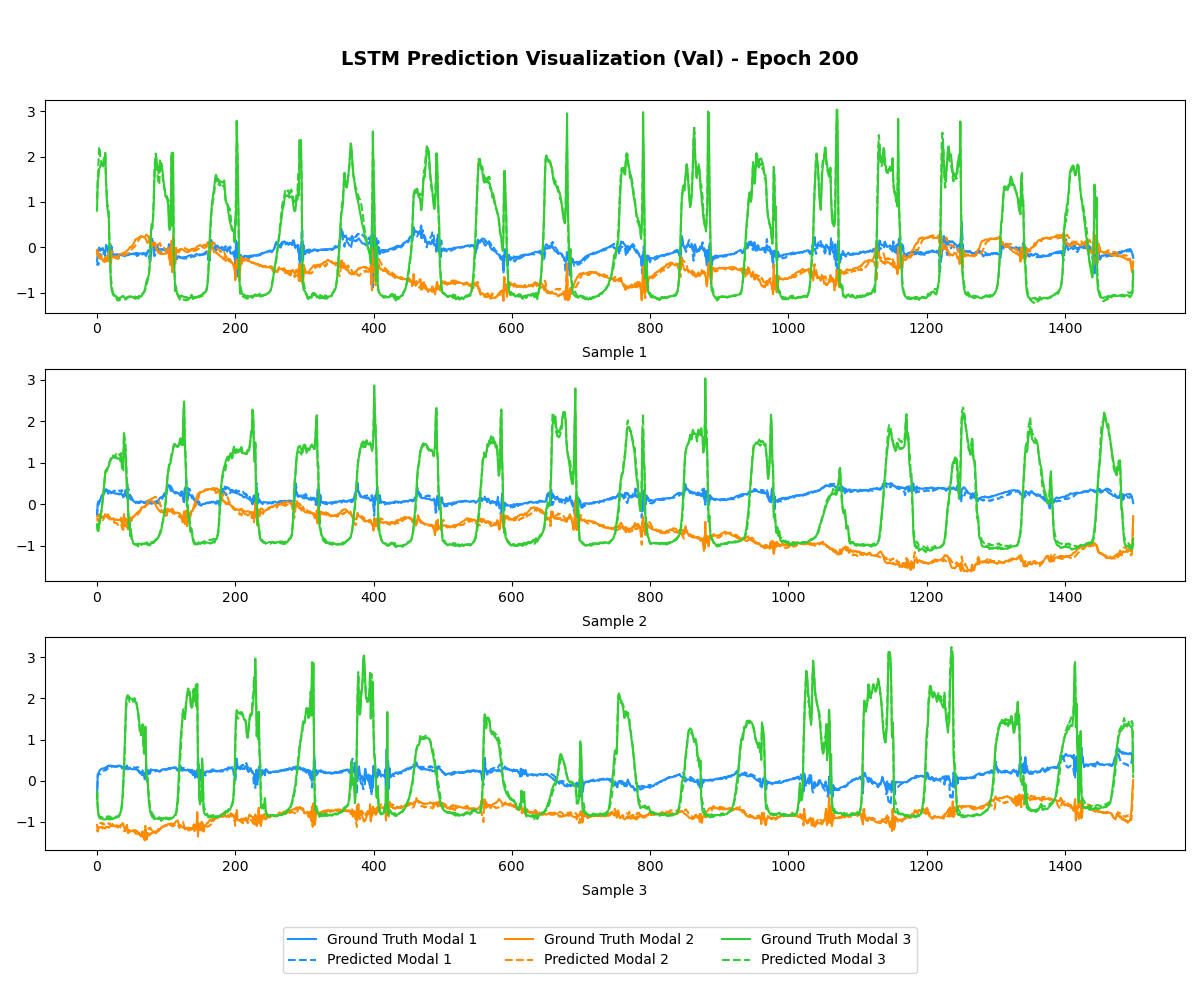 LSTM Prediction Visualization (Val) - Epoch 200
3
2
1
0
−1
0 200 400 600 800 1000 1200 1400
Sample 1
3
2
1
0
−1
0 200 400 600 800 1000 1200 1400
Sample 2
3
2
1
0
−1
0 200 400 600 800 1000 1200 1400
Sample 3
Ground Truth Modal 1 Ground Truth Modal 2 Ground Truth Modal 3
Predicted Modal 1 Predicted Modal 2 Predicted Modal 3